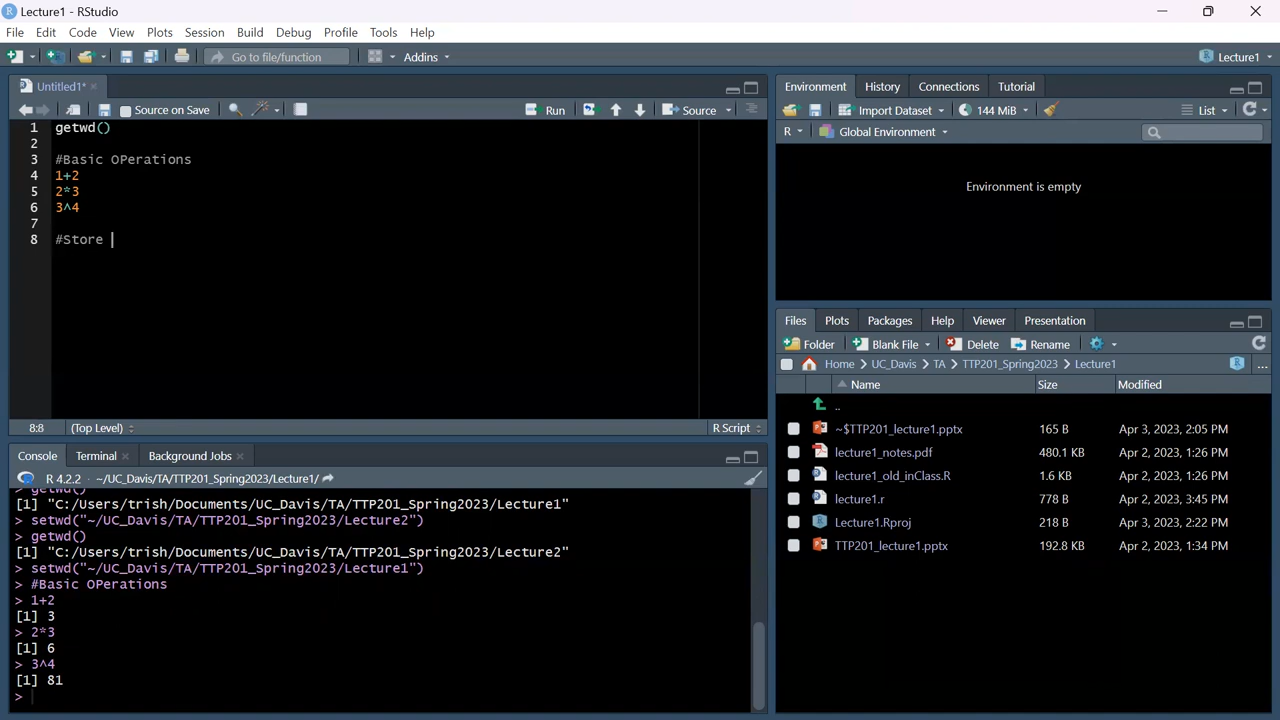 Lecture1 - RStudio
File Edit Code View Plots Session Build Debug Profile Tools Help
Go to file/function Addins Lecture1
Untitled1*
Source on Save Run Source
1 getwd()
2
3 #Basic OPerations
4 1+2
5 2*3
6 3^4
7
8 #Store
8:8 (Top Level) R Script
Console Terminal Background Jobs
R 4.2.2 · ~/UC_Davis/TA/TTP201_Spring2023/Lecture1/
> getwd()
[1] "C:/Users/trish/Documents/UC_Davis/TA/TTP201_Spring2023/Lecture1"
> setwd("~/UC_Davis/TA/TTP201_Spring2023/Lecture2")
> getwd()
[1] "C:/Users/trish/Documents/UC_Davis/TA/TTP201_Spring2023/Lecture2"
> setwd("~/UC_Davis/TA/TTP201_Spring2023/Lecture1")
> #Basic OPerations
> 1+2
[1] 3
> 2*3
[1] 6
> 3^4
[1] 81
>
Environment History Connections Tutorial
Import Dataset 144 MiB List
R Global Environment
Environment is empty
Files Plots Packages Help Viewer Presentation
Folder Blank File Delete Rename
Home UC_Davis TA TTP201_Spring2023 Lecture1 ...
Name Size Modified
..
~$TTP201_lecture1.pptx 165 B Apr 3, 2023, 2:05 PM
lecture1_notes.pdf 480.1 KB Apr 2, 2023, 1:26 PM
lecture1_old_inClass.R 1.6 KB Apr 2, 2023, 1:26 PM
lecture1.r 778 B Apr 2, 2023, 3:45 PM
Lecture1.Rproj 218 B Apr 3, 2023, 2:22 PM
TTP201_lecture1.pptx 192.8 KB Apr 2, 2023, 1:34 PM